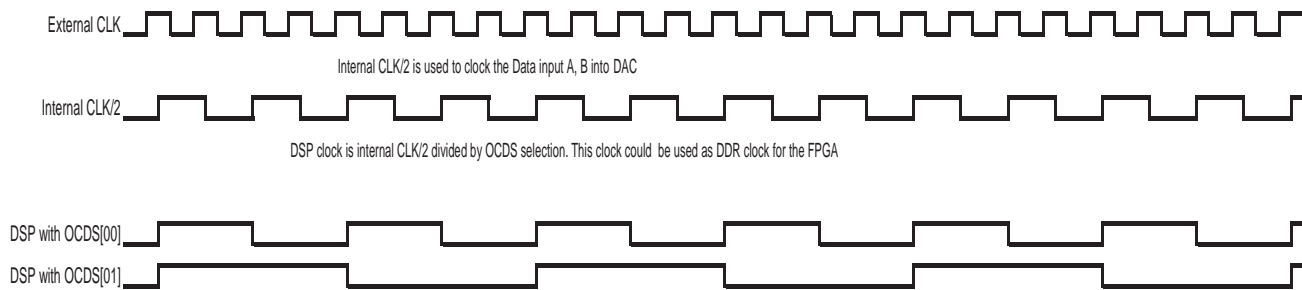 External CLK
Internal CLK/2 is used to clock the Data input A, B into DAC
Internal CLK/2
DSP clock is internal CLK/2 divided by OCDS selection. This clock could be used as DDR clock for the FPGA
DSP with OCDS[00]
DSP with OCDS[01]